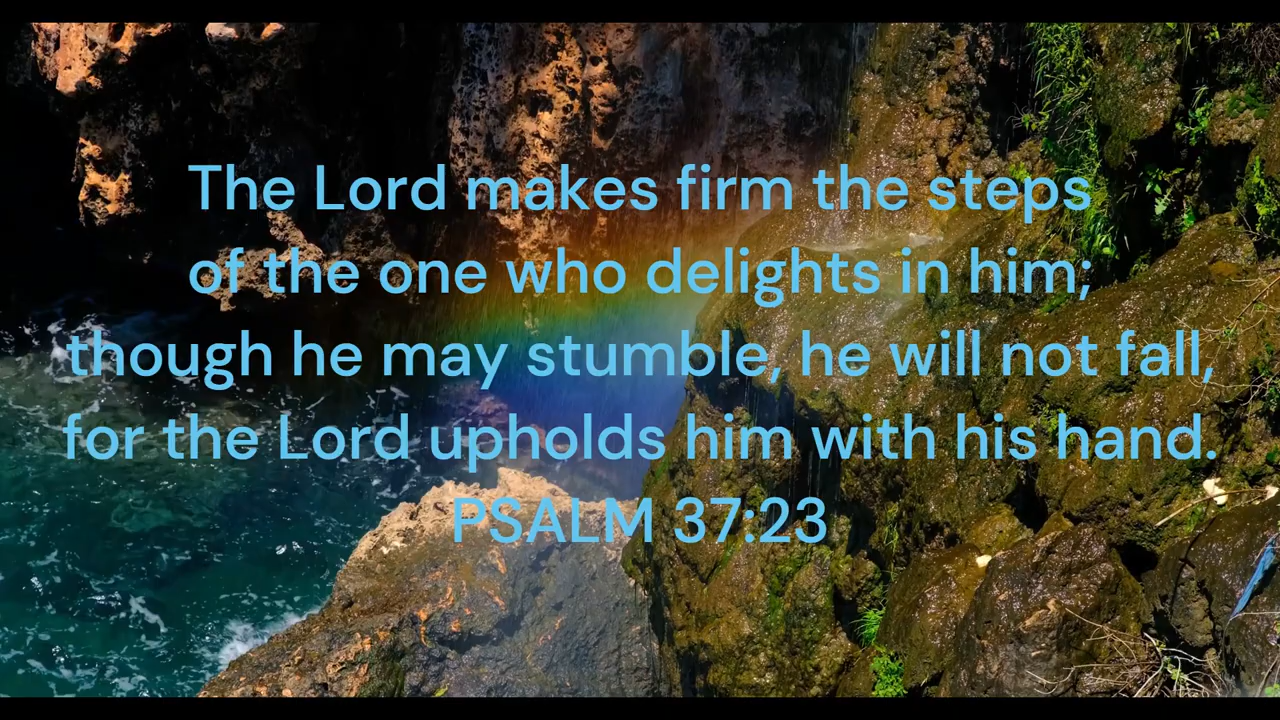 The Lord makes firm the steps
of the one who delights in him;
though he may stumble, he will not fall,
for the Lord upholds him with his hand.
PSALM 37:23